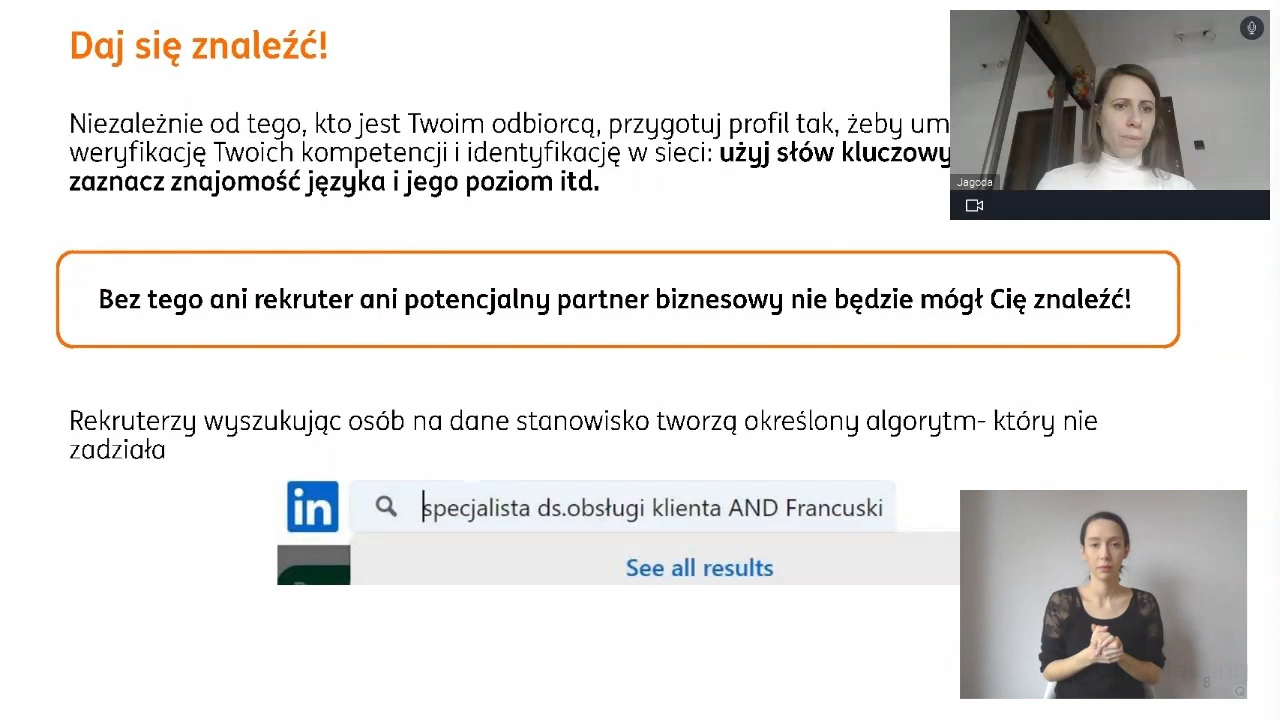 Daj się znaleźć!
Niezależnie od tego, kto jest Twoim odbiorcą, przygotuj profil tak, żeby um
weryfikację Twoich kompetencji i identyfikację w sieci: użyj słów kluczowy
zaznacz znajomość języka i jego poziom itd.
Jagoda
Bez tego ani rekruter ani potencjalny partner biznesowy nie będzie mógł Cię znaleźć!
Rekruterzy wyszukując osób na dane stanowisko tworzą określony algorytm- który nie
zadziała
in
specjalista ds.obsługi klienta AND Francuski
See all results
8